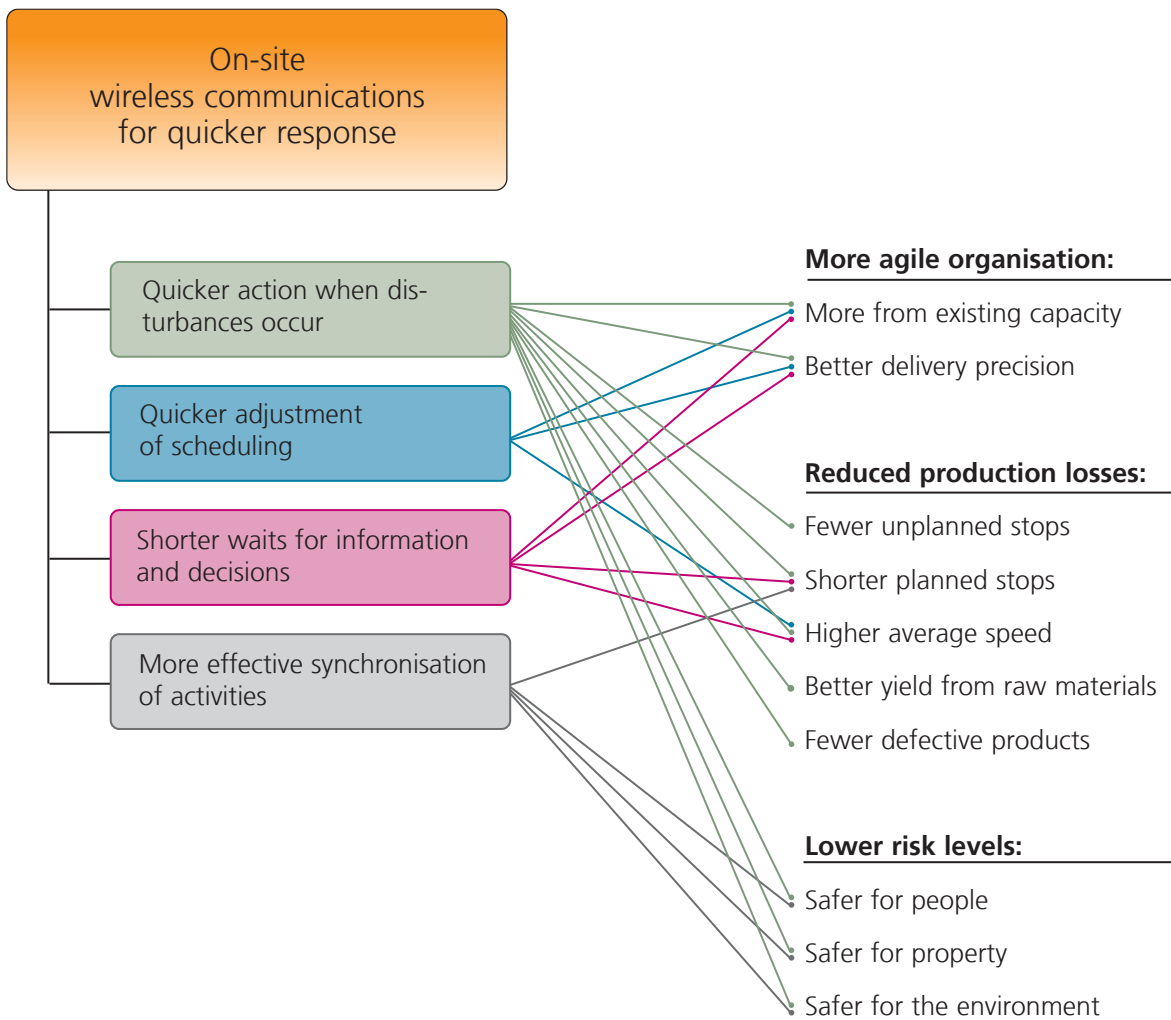 On-site
wireless communications
for quicker response
Quicker action when dis-
turbances occur
Quicker adjustment
of scheduling
Shorter waits for information
and decisions
More effective synchronisation
of activities
More agile organisation:
More from existing capacity
Better delivery precision
Reduced production losses:
Fewer unplanned stops
Shorter planned stops
Higher average speed
Better yield from raw materials
Fewer defective products
Lower risk levels:
Safer for people
Safer for property
Safer for the environment